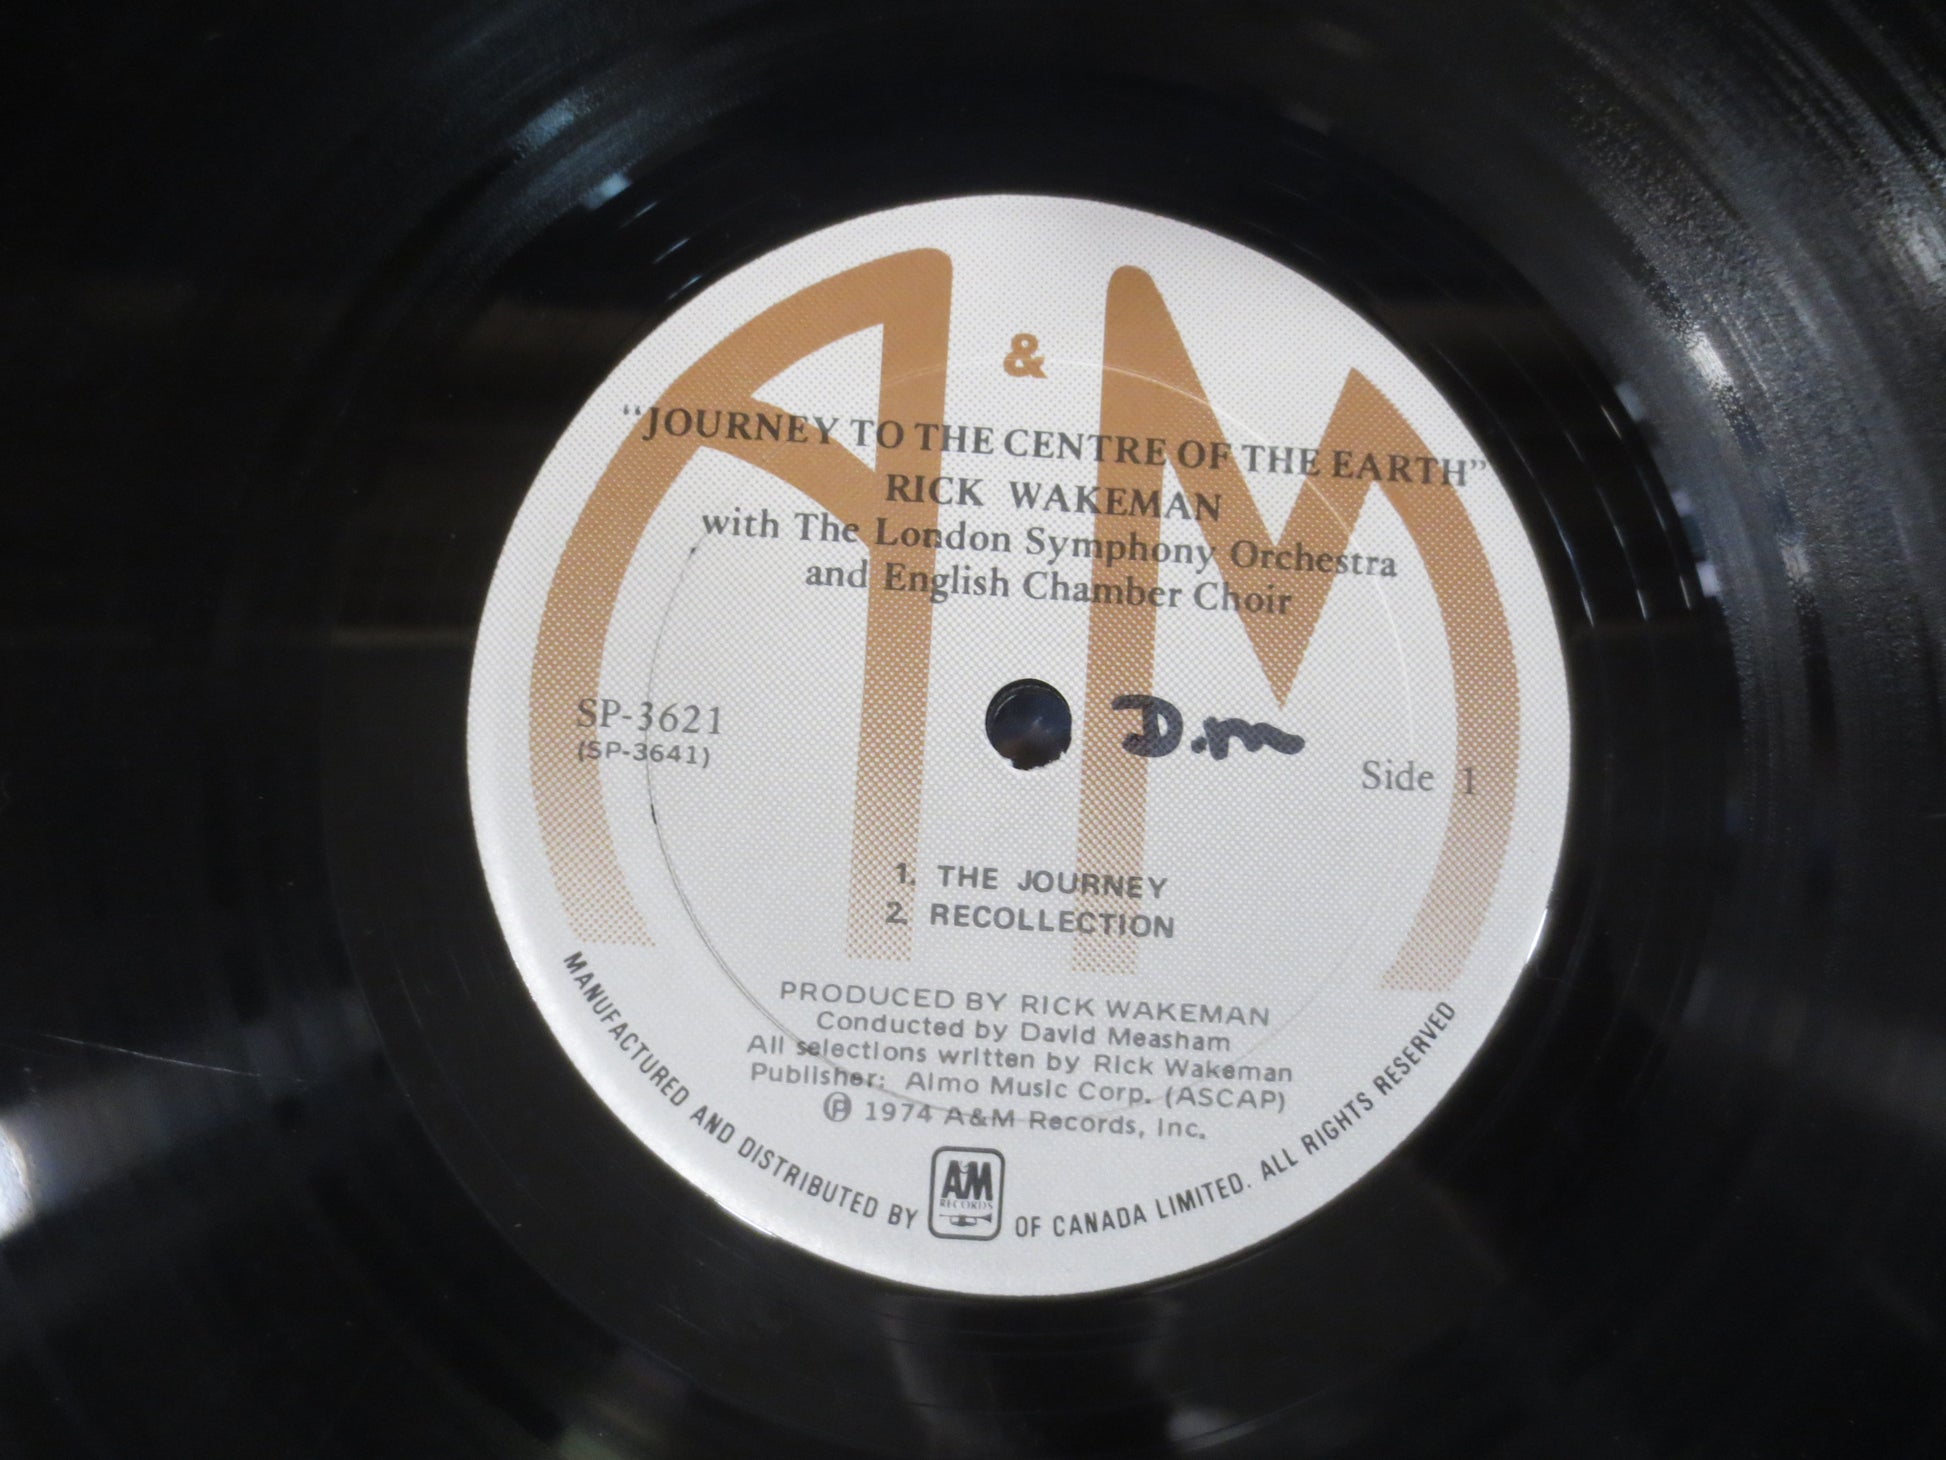 A & M
“JOURNEY TO THE CENTRE OF THE EARTH”
RICK WAKEMAN
with The London Symphony Orchestra
and English Chamber Choir
SP-3621
(SP-3641)
D.m
Side 1
1. THE JOURNEY
2. RECOLLECTION
PRODUCED BY RICK WAKEMAN
Conducted by David Measham
All selections written by Rick Wakeman
Publisher: Almo Music Corp. (ASCAP)
℗ 1974 A&M Records, Inc.
MANUFACTURED AND DISTRIBUTED BY A&M RECORDS OF CANADA LIMITED. ALL RIGHTS RESERVED